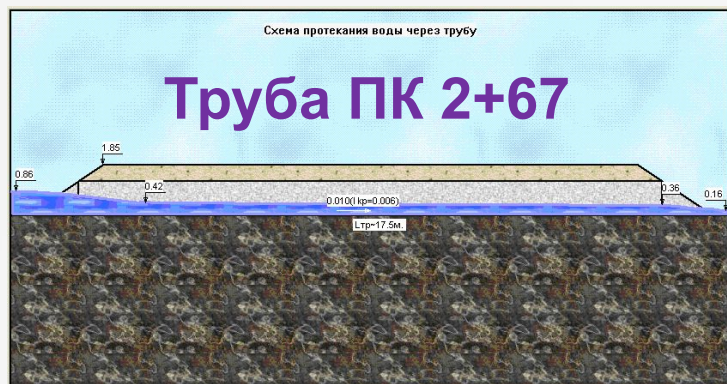 Схема протекания воды через трубу
Труба ПК 2+67
1.85
0.86
0.42
0.36
0.16
0.010(I кр=0.006)
Lтр~17.5м.